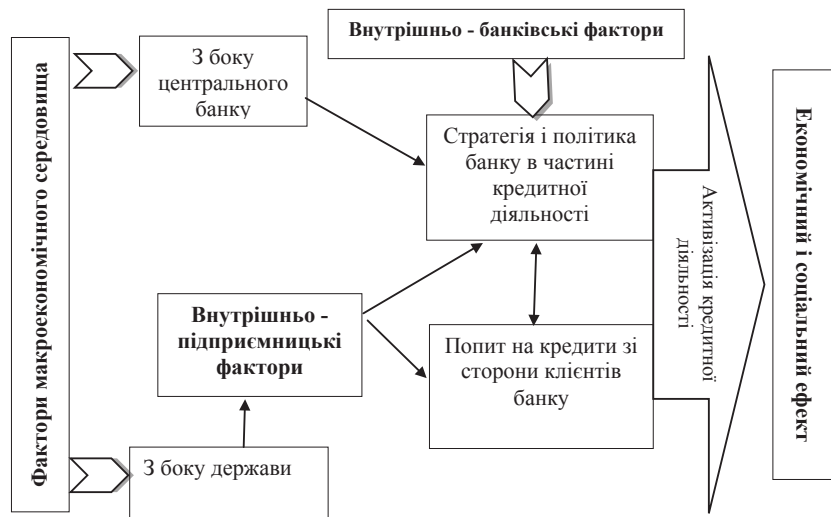 Фактори макроекономічного середовища
З боку
центрального
банку
Внутрішньо - банківські фактори
Стратегія і політика
банку в частині
кредитної
діяльності
Внутрішньо -
підприємницькі
фактори
Попит на кредити зі
сторони клієнтів
банку
З боку держави
Активізація кредитної
діяльності
Економічний і соціальний ефект